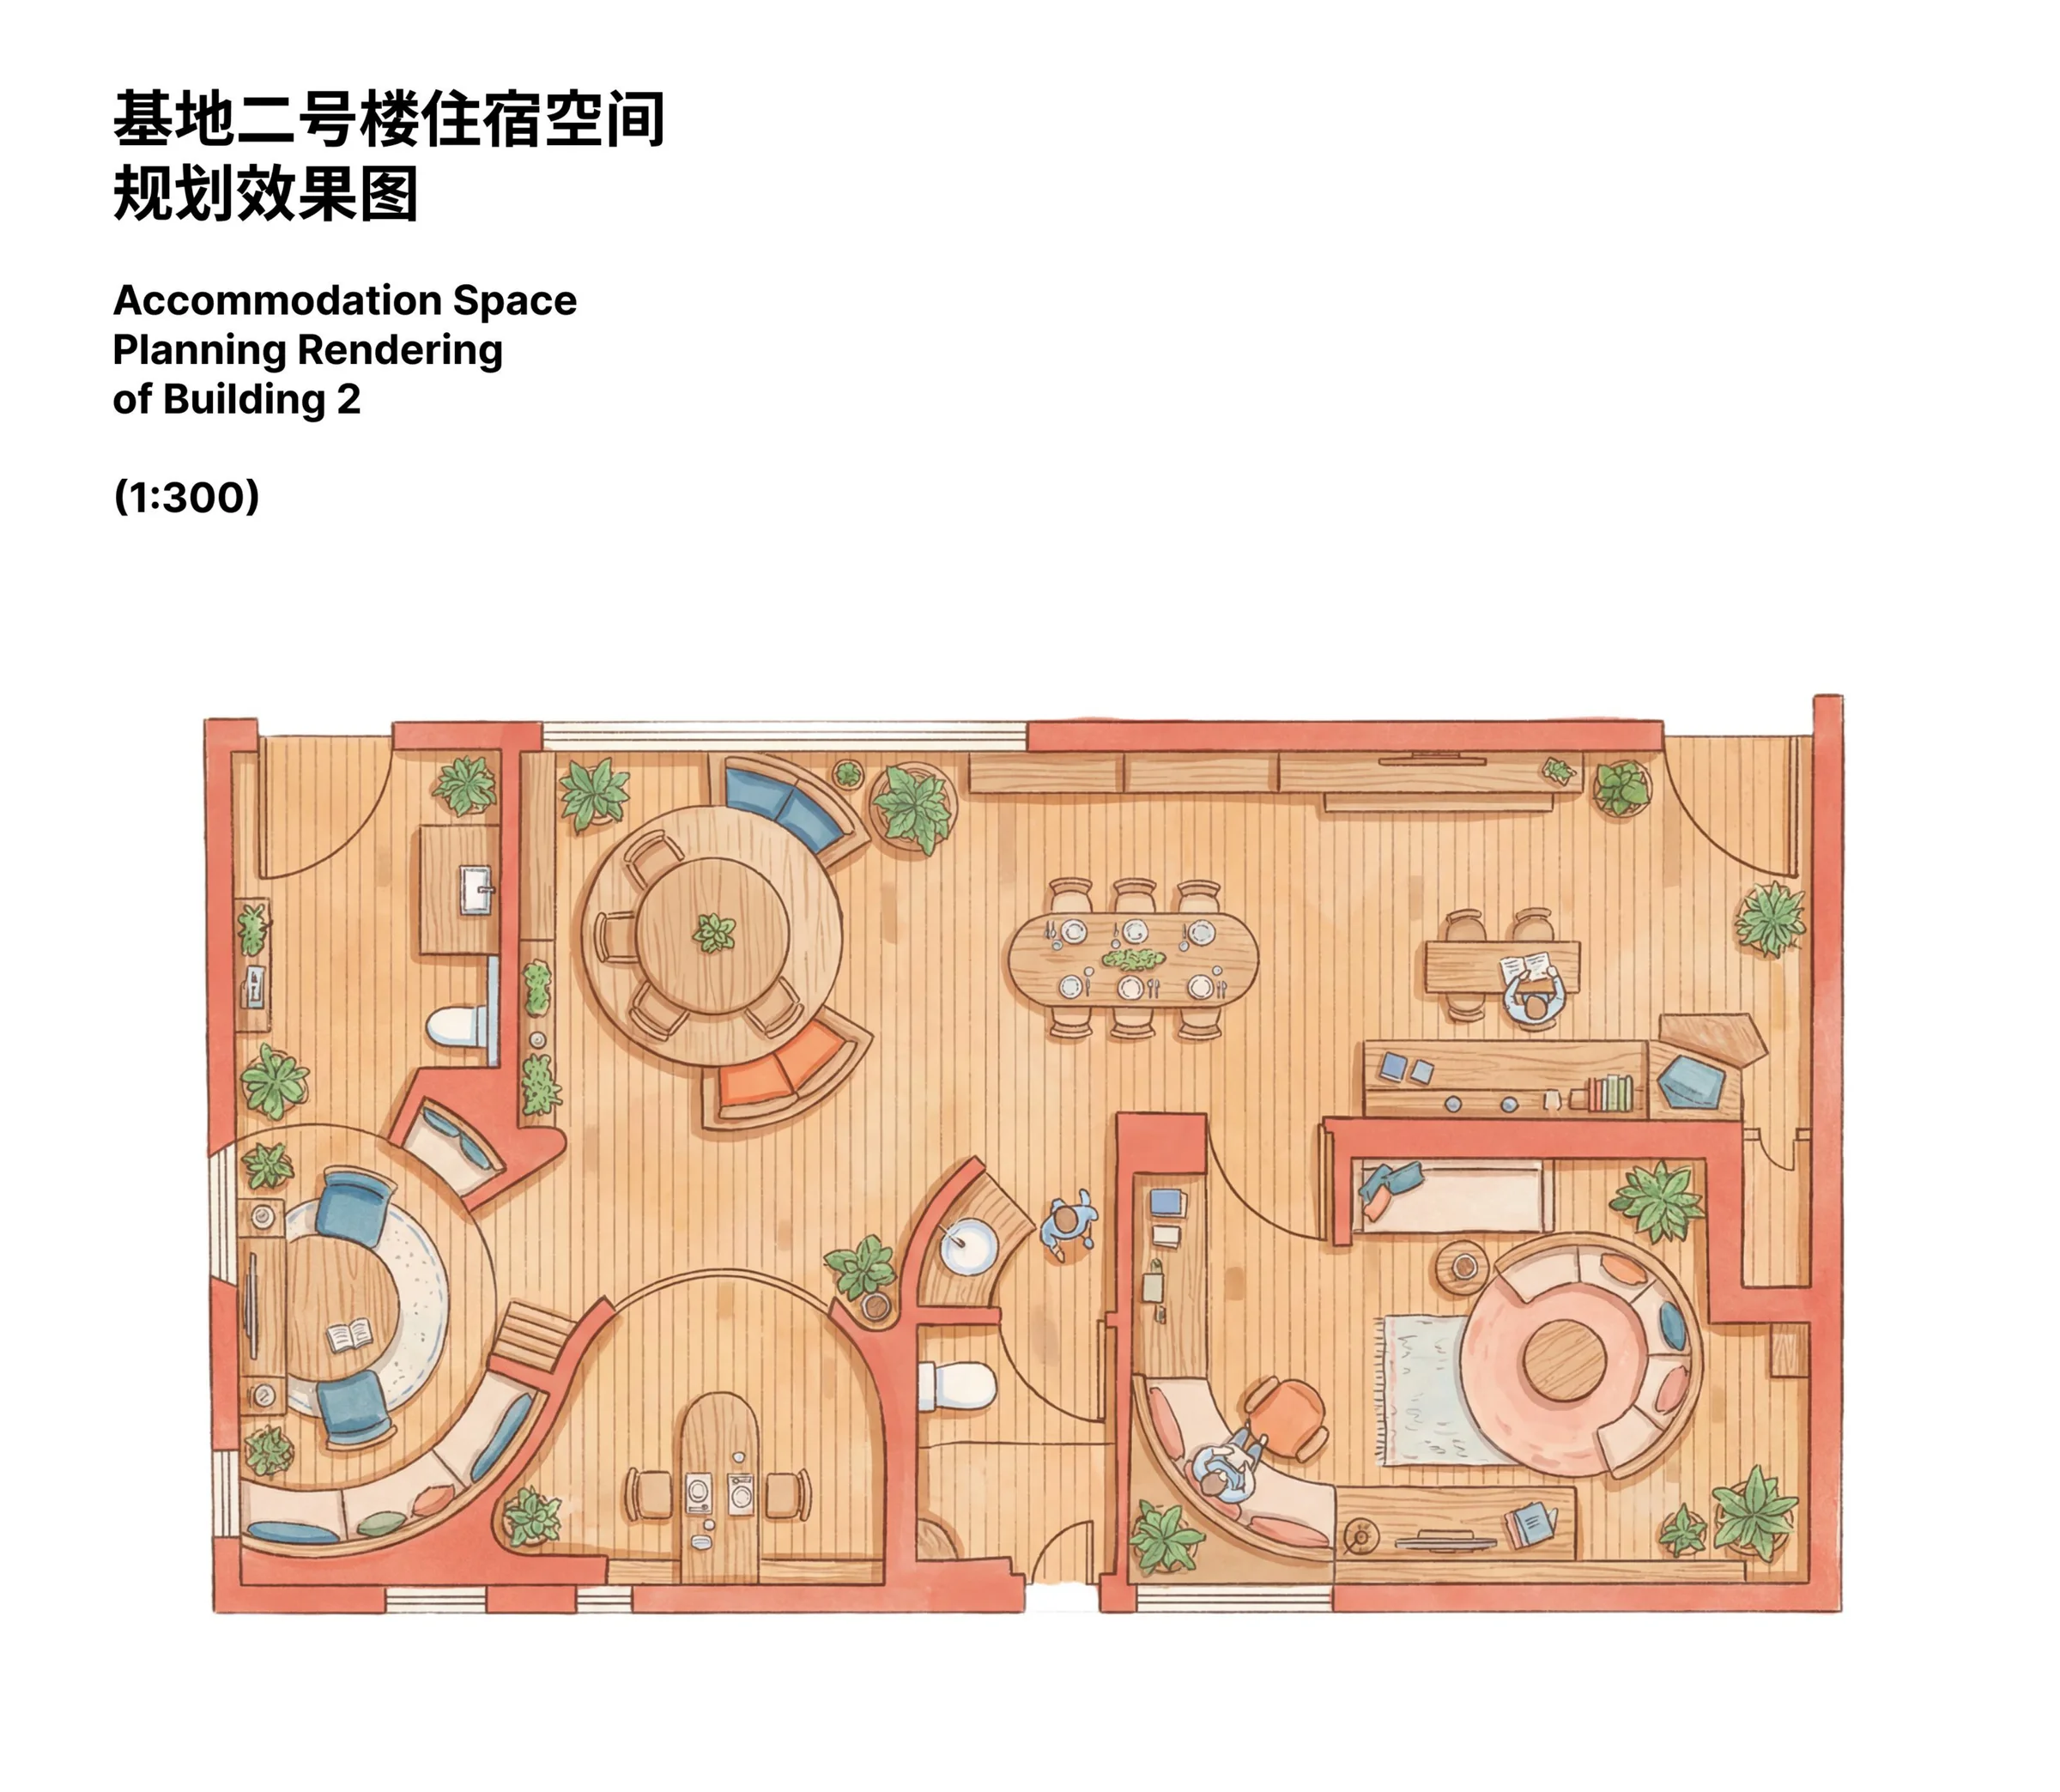 基地二号楼住宿空间
规划效果图
Accommodation Space
Planning Rendering
of Building 2
(1:300)